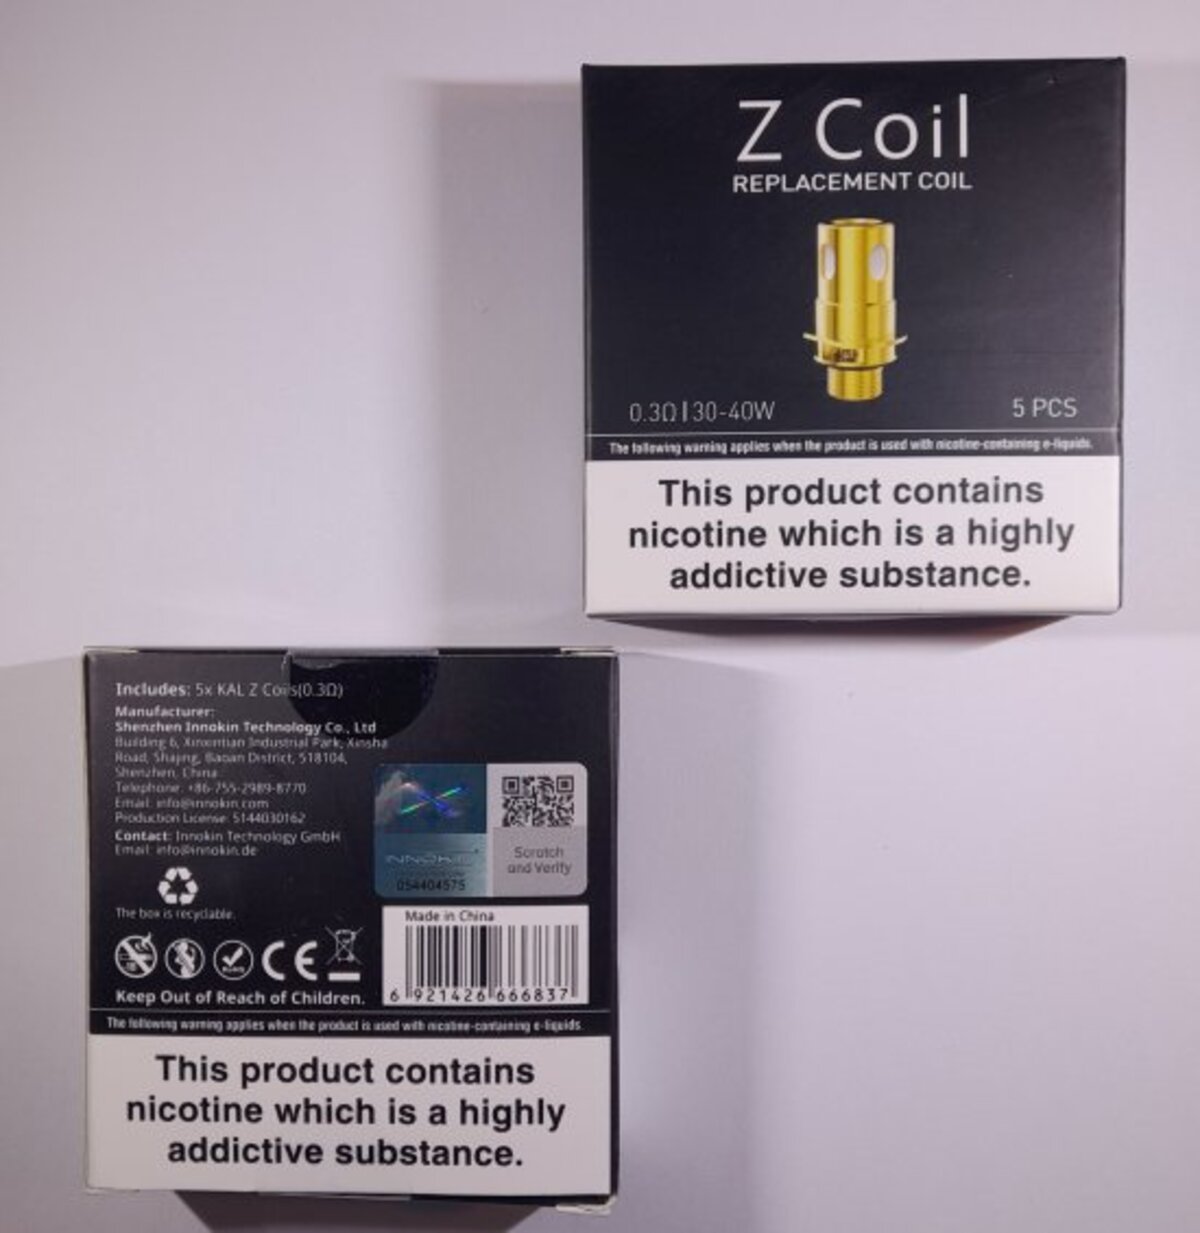 Z Coil
REPLACEMENT COIL
0.3Ω | 30-40W
5 PCS
The following warning applies when the product is used with nicotine-containing e-liquids.
This product contains
nicotine which is a highly
addictive substance.
Includes: 5x KAL Z Coils(0.3Ω)
Manufacturer:
Shenzhen Innokin Technology Co., Ltd
Building 6, Xinxintian Industrial Park, Xinsha
Road, Shajing, Baoan District, 518104,
Shenzhen, China
Telephone: +86-755-2989-8770
Email: info@innokin.com
Production License: 5144030162
Contact: Innokin Technology GmbH
Email: info@innokin.de
The box is recyclable.
INNOKIN
054404575
Scratch
and Verify
Made in China
6 921426 666837
CE
Keep Out of Reach of Children.
The following warning applies when the product is used with nicotine-containing e-liquids.
This product contains
nicotine which is a highly
addictive substance.